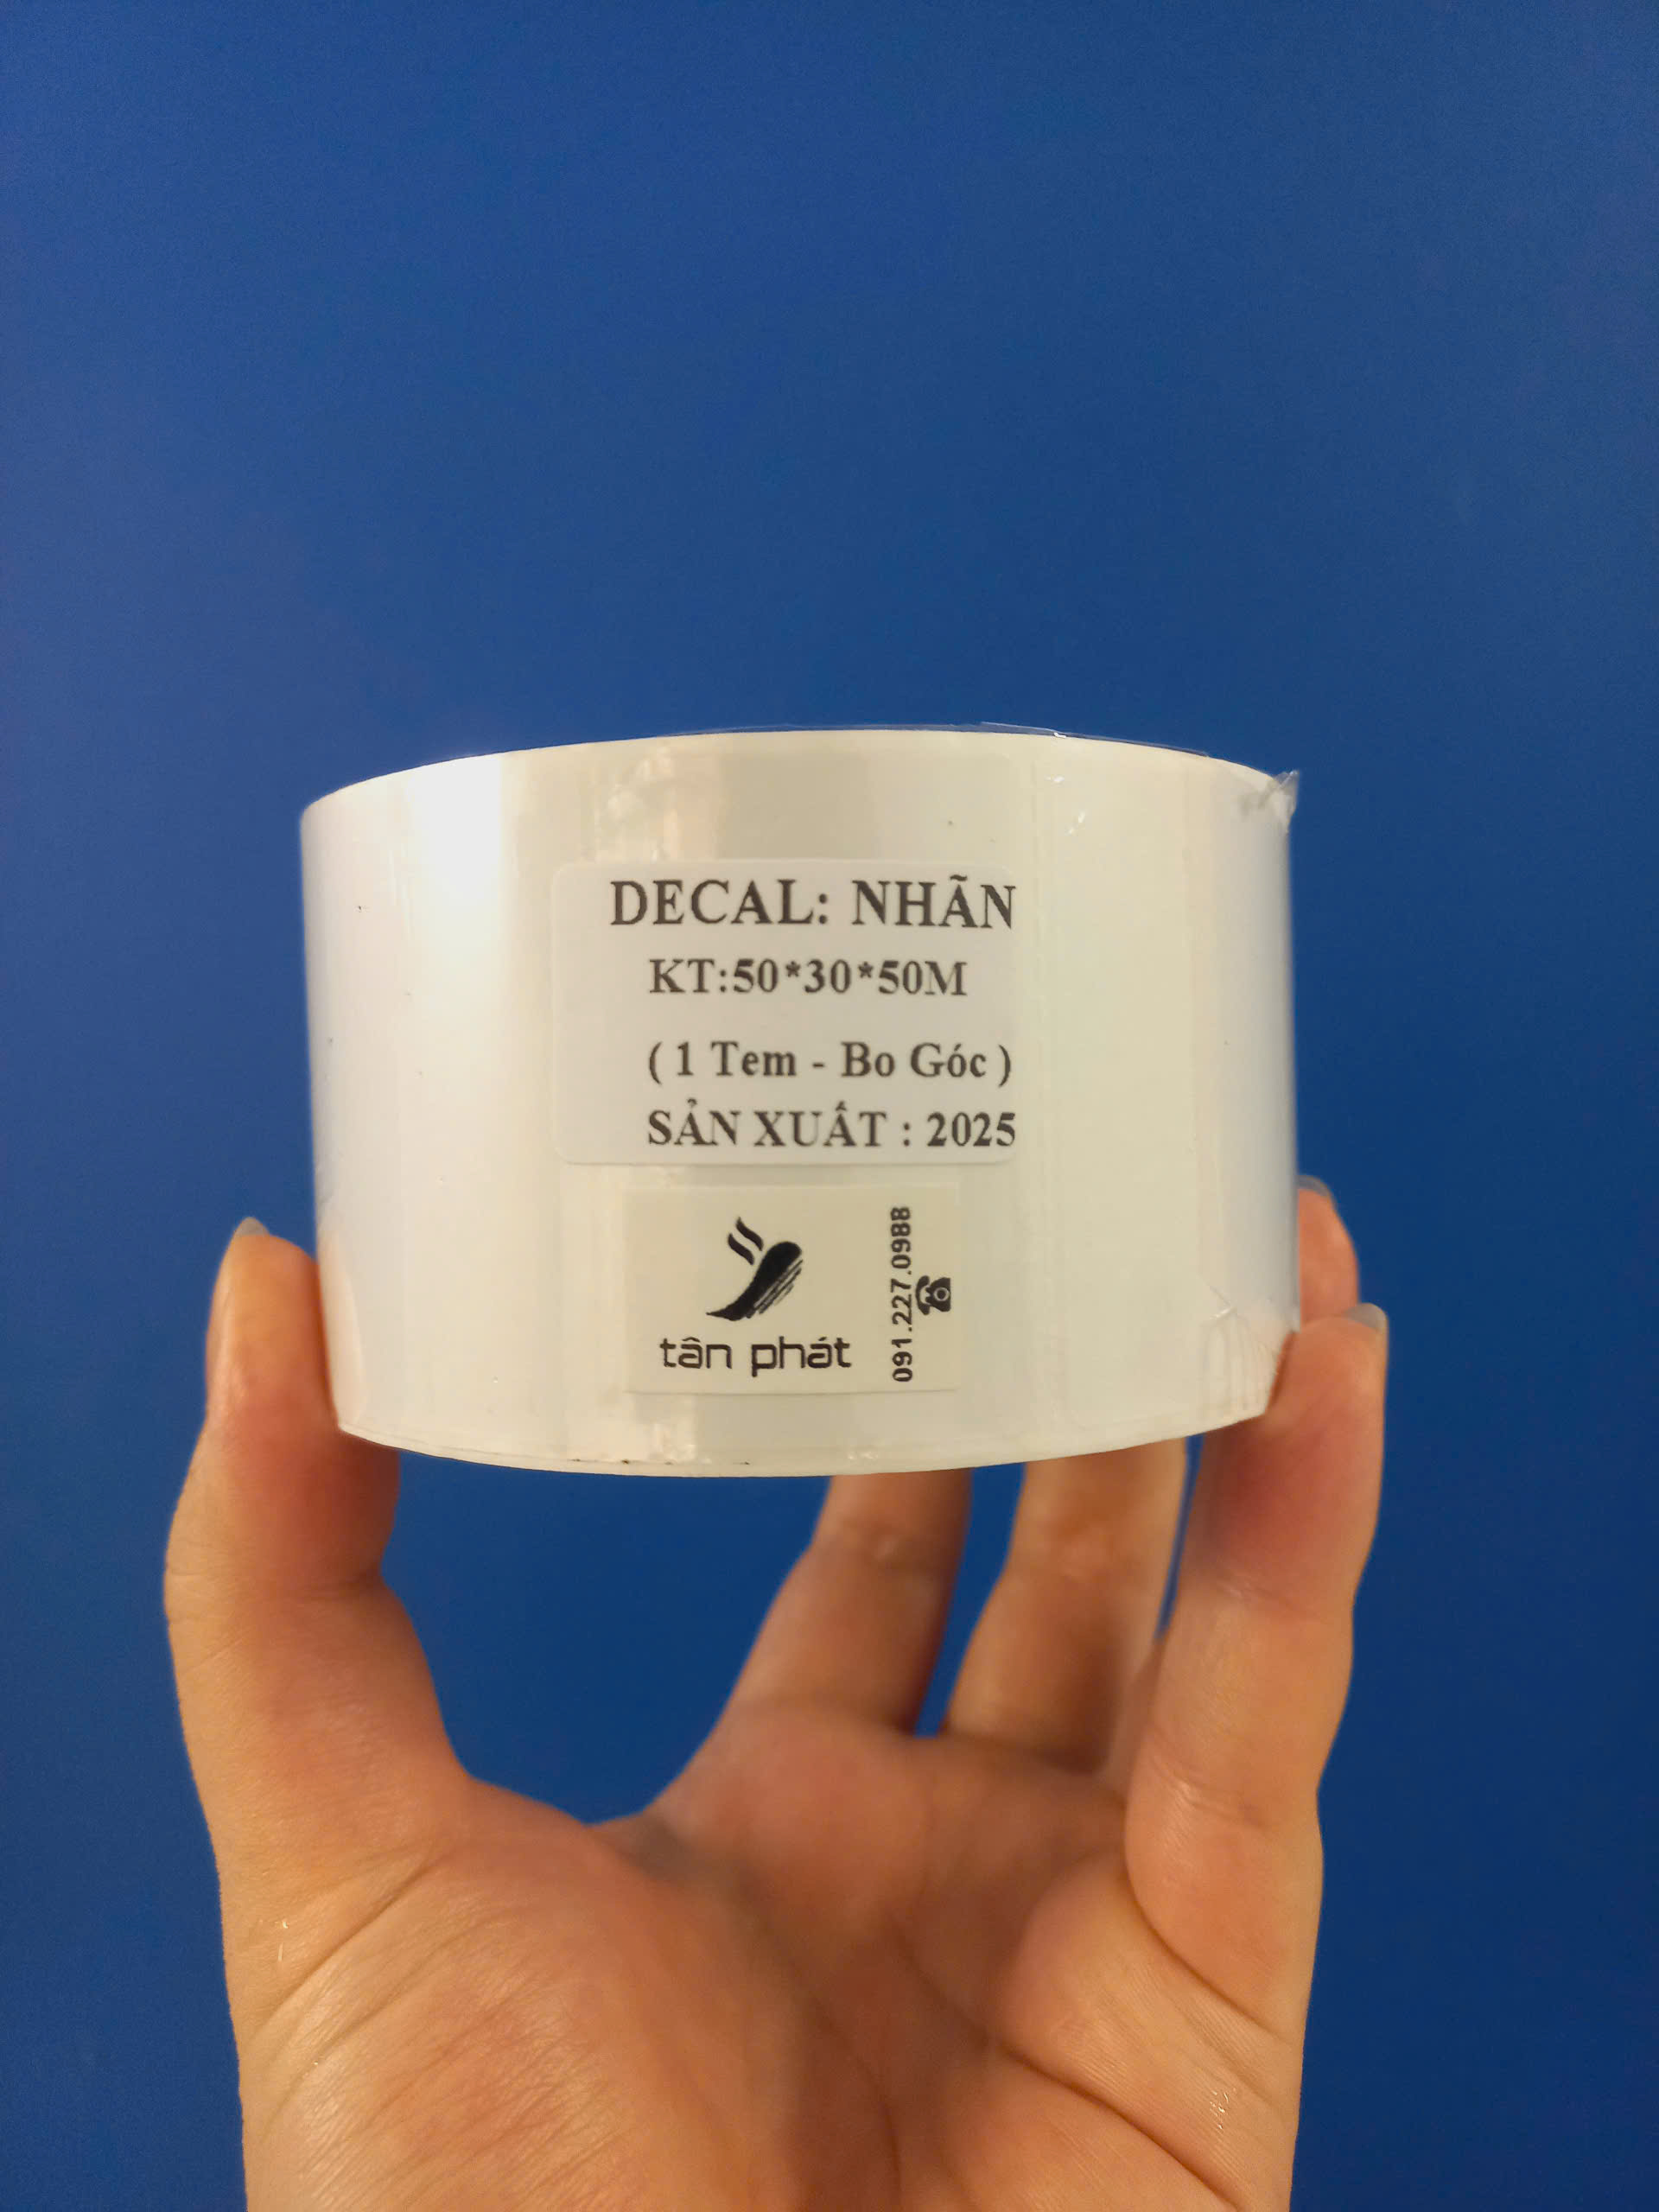 DECAL: NHÃN
KT:50*30*50M
( 1 Tem - Bo Góc )
SẢN XUẤT : 2025
tân phát
091.227.0988